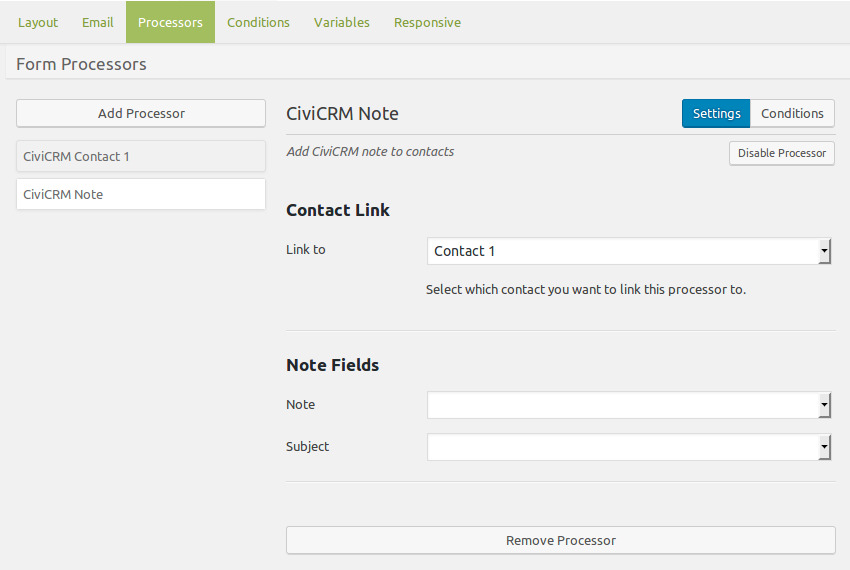 Layout Email Processors Conditions Variables Responsive
Form Processors
Add Processor
CiviCRM Contact 1
CiviCRM Note
CiviCRM Note Settings Conditions
Add CiviCRM note to contacts Disable Processor
Contact Link
Link to Contact 1
Select which contact you want to link this processor to.
Note Fields
Note
Subject
Remove Processor